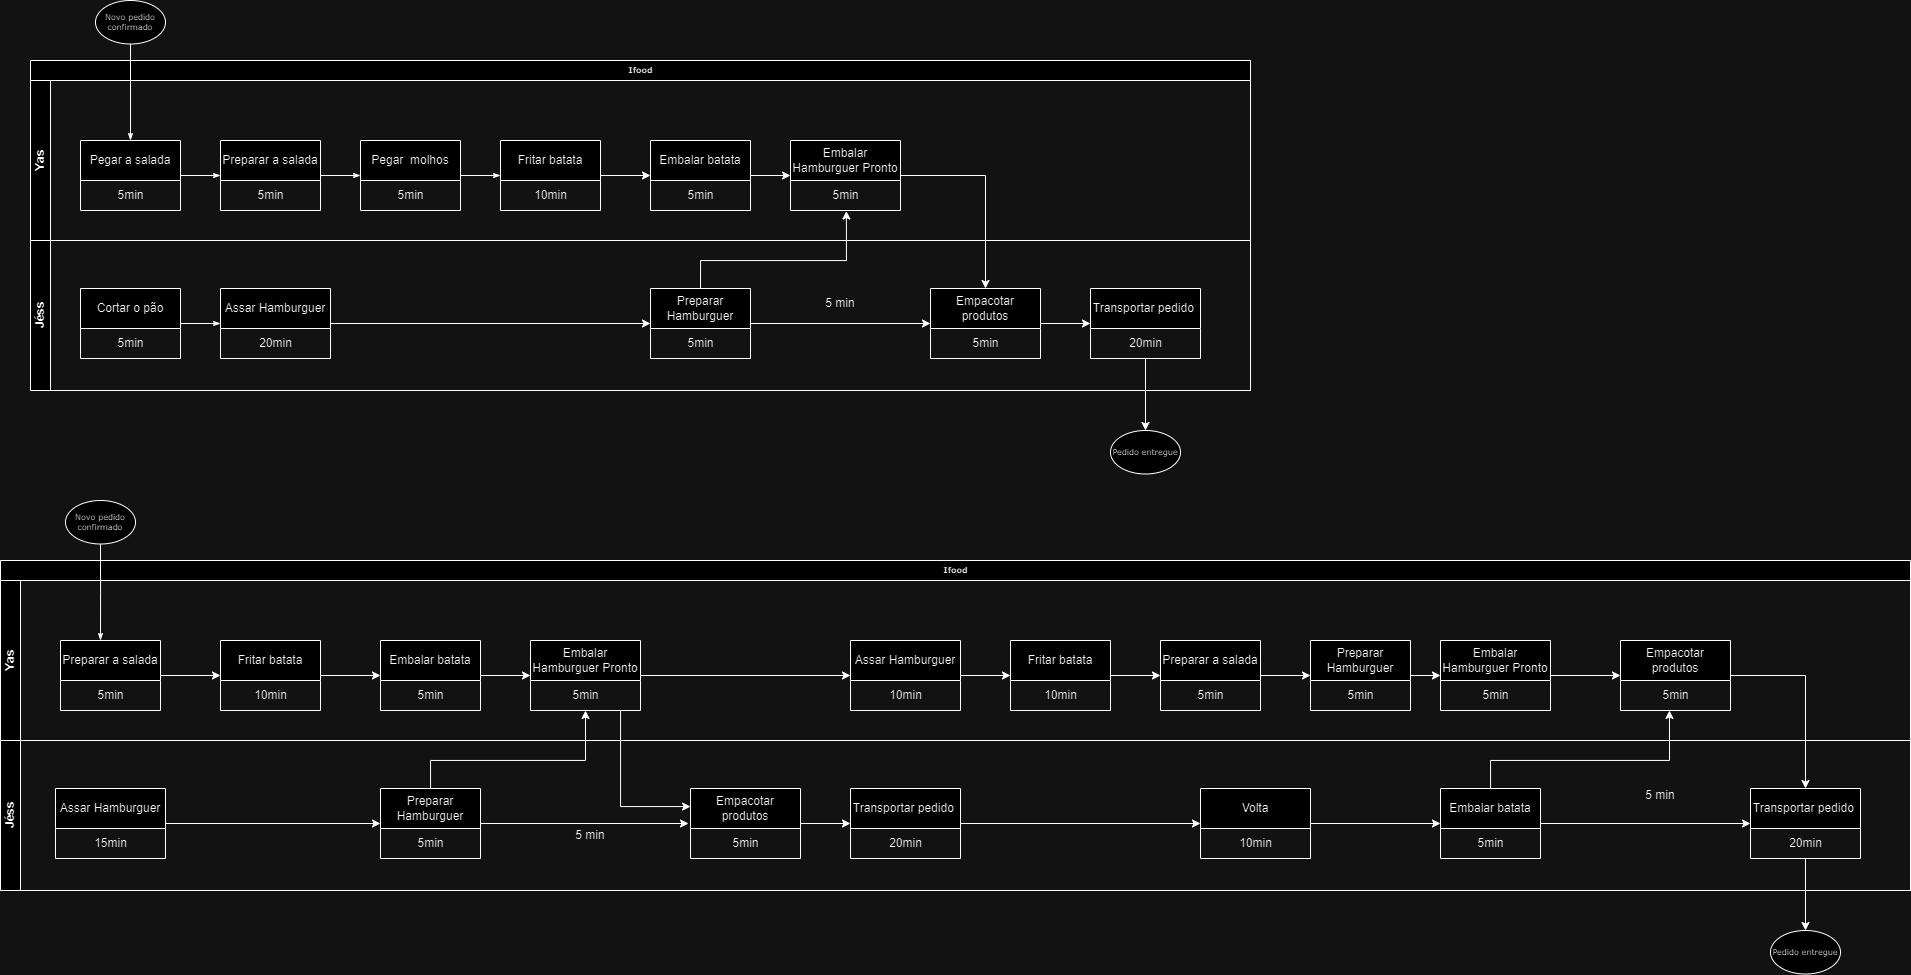 Novo pedido
confirmado
Ifood
Yas
Pegar a salada
5min
Preparar a salada
5min
Pegar  molhos
5min
Fritar batata
10min
Embalar batata
5min
Embalar
Hamburguer Pronto
5min
Jéss
Cortar o pão
5min
Assar Hamburguer
20min
Preparar
Hamburguer
5min
5 min
Empacotar
produtos
5min
Transportar pedido
20min
Pedido entregue
Novo pedido
confirmado
Ifood
Yas
Preparar a salada
5min
Fritar batata
10min
Embalar batata
5min
Embalar
Hamburguer Pronto
5min
Assar Hamburguer
10min
Fritar batata
10min
Preparar a salada
5min
Preparar
Hamburguer
5min
Embalar
Hamburguer Pronto
5min
Empacotar
produtos
5min
Jéss
Assar Hamburguer
15min
Preparar
Hamburguer
5min
5 min
Empacotar
produtos
5min
Transportar pedido
20min
Volta
10min
Embalar batata
5min
5 min
Transportar pedido
20min
Pedido entregue